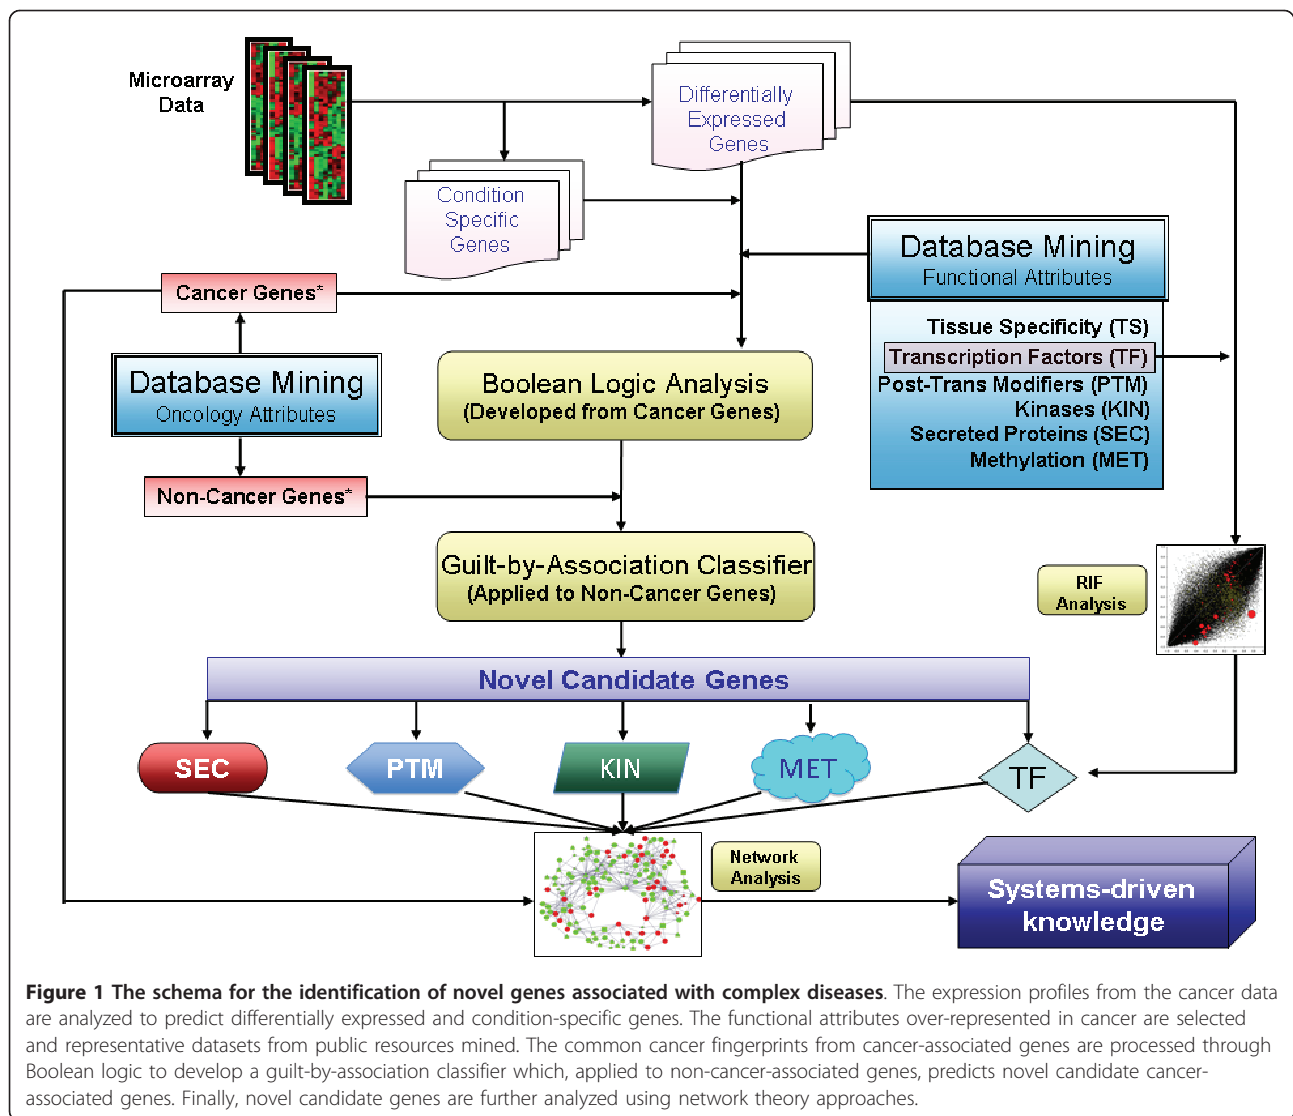 Microarray
Data
Differentially
Expressed
Genes
Condition
Specific
Genes
Database Mining
Functional Attributes
Cancer Genes*
Tissue Specificity (TS)
Transcription Factors (TF)
Post-Trans Modifiers (PTM)
Kinases (KIN)
Secreted Proteins (SEC)
Methylation (MET)
Database Mining
Oncology Attributes
Boolean Logic Analysis
(Developed from Cancer Genes)
Non-Cancer Genes*
Guilt-by-Association Classifier
(Applied to Non-Cancer Genes)
RIF
Analysis
Novel Candidate Genes
SEC
PTM
KIN
MET
TF
Network
Analysis
Systems-driven
knowledge
Figure 1 The schema for the identification of novel genes associated with complex diseases. The expression profiles from the cancer data
are analyzed to predict differentially expressed and condition-specific genes. The functional attributes over-represented in cancer are selected
and representative datasets from public resources mined. The common cancer fingerprints from cancer-associated genes are processed through
Boolean logic to develop a guilt-by-association classifier which, applied to non-cancer-associated genes, predicts novel candidate cancer-
associated genes. Finally, novel candidate genes are further analyzed using network theory approaches.